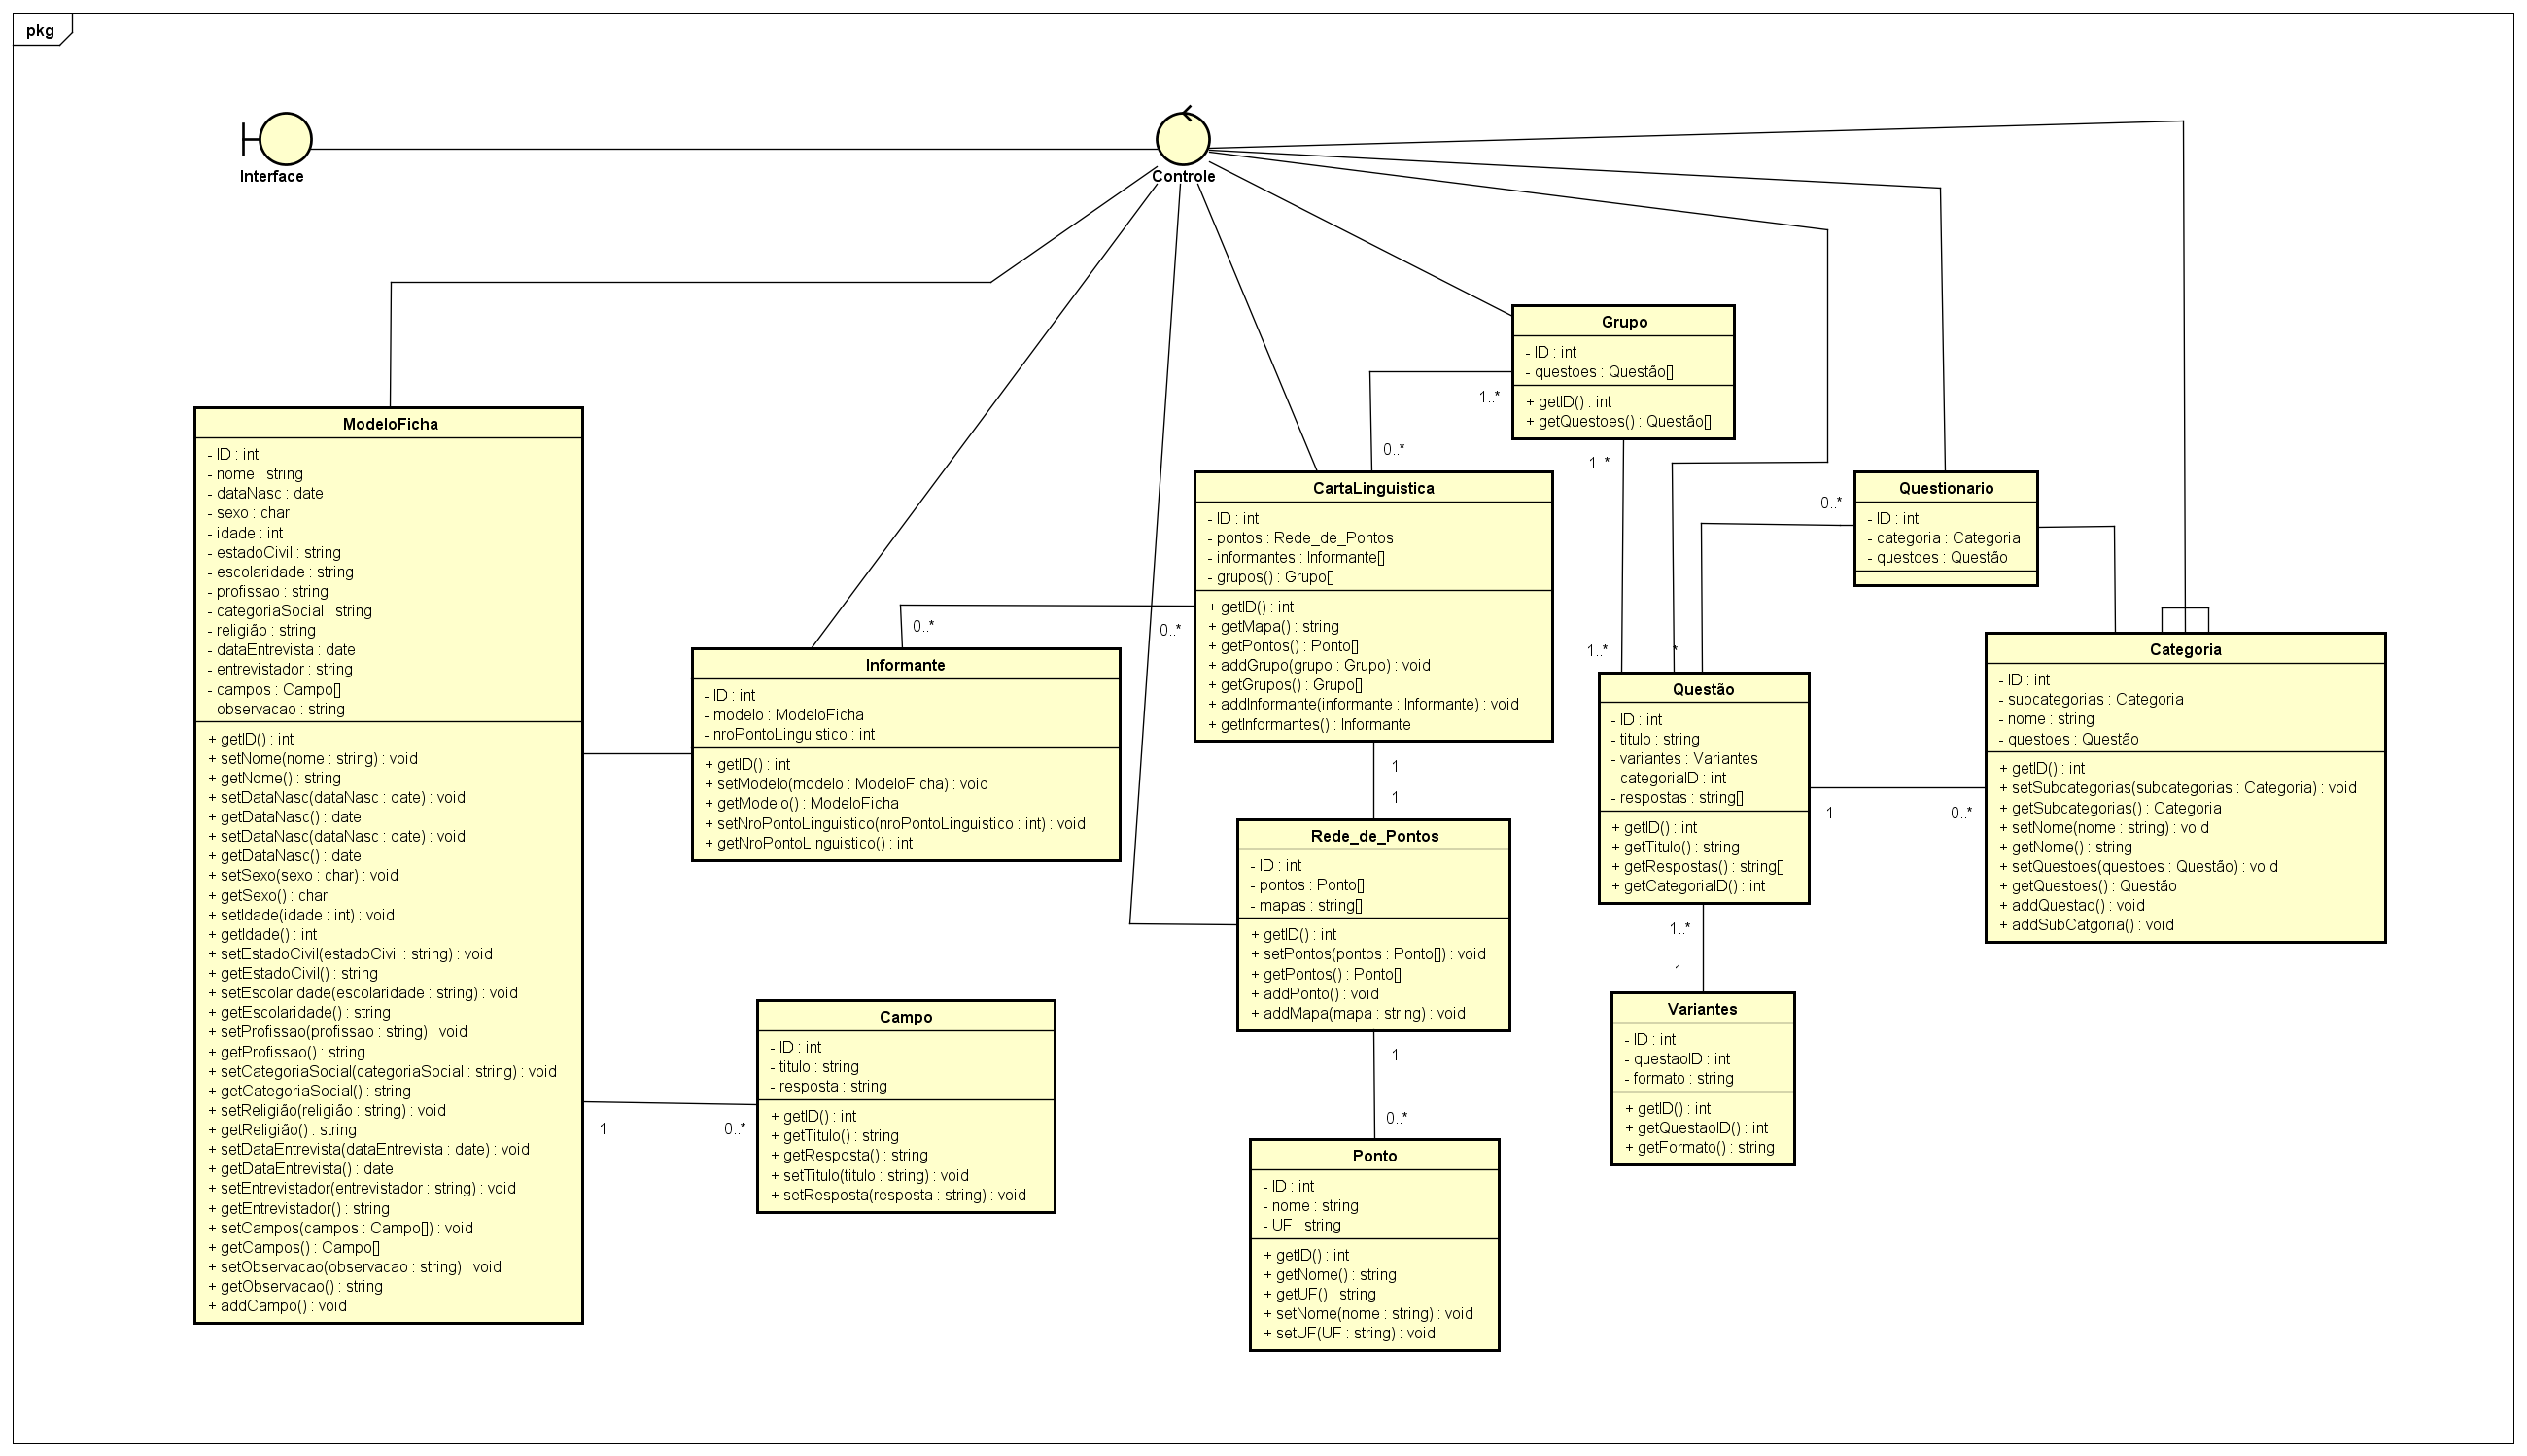 pkg
Interface
Controle
Grupo
- ID : int
- questoes : Questão[]
+ getID() : int
+ getQuestoes() : Questão[]
1..*
0..*
1..*
ModeloFicha
- ID : int
- nome : string
- dataNasc : date
- sexo : char
- idade : int
- estadoCivil : string
- escolaridade : string
- profissao : string
- categoriaSocial : string
- religião : string
- dataEntrevista : date
- entrevistador : string
- campos : Campo[]
- observacao : string
+ getID() : int
+ setNome(nome : string) : void
+ getNome() : string
+ setDataNasc(dataNasc : date) : void
+ getDataNasc() : date
+ setDataNasc(dataNasc : date) : void
+ getDataNasc() : date
+ setSexo(sexo : char) : void
+ getSexo() : char
+ setIdade(idade : int) : void
+ getIdade() : int
+ setEstadoCivil(estadoCivil : string) : void
+ getEstadoCivil() : string
+ setEscolaridade(escolaridade : string) : void
+ getEscolaridade() : string
+ setProfissao(profissao : string) : void
+ getProfissao() : string
+ setCategoriaSocial(categoriaSocial : string) : void
+ getCategoriaSocial() : string
+ setReligião(religião : string) : void
+ getReligião() : string
+ setDataEntrevista(dataEntrevista : date) : void
+ getDataEntrevista() : date
+ setEntrevistador(entrevistador : string) : void
+ getEntrevistador() : string
+ setCampos(campos : Campo[]) : void
+ getCampos() : Campo[]
+ setObservacao(observacao : string) : void
+ getObservacao() : string
+ addCampo() : void
CartaLinguistica
- ID : int
- pontos : Rede_de_Pontos
- informantes : Informante[]
- grupos() : Grupo[]
+ getID() : int
+ getMapa() : string
+ getPontos() : Ponto[]
+ addGrupo(grupo : Grupo) : void
+ getGrupos() : Grupo[]
+ addInformante(informante : Informante) : void
+ getInformantes() : Informante
0..*
Questionario
- ID : int
- categoria : Categoria
- questoes : Questão
0..*
0..*
Informante
- ID : int
- modelo : ModeloFicha
- nroPontoLinguistico : int
+ getID() : int
+ setModelo(modelo : ModeloFicha) : void
+ getModelo() : ModeloFicha
+ setNroPontoLinguistico(nroPontoLinguistico : int) : void
+ getNroPontoLinguistico() : int
1..*
*
Questão
- ID : int
- titulo : string
- variantes : Variantes
- categoriaID : int
- respostas : string[]
+ getID() : int
+ getTitulo() : string
+ getRespostas() : string[]
+ getCategoriaID() : int
Categoria
- ID : int
- subcategorias : Categoria
- nome : string
- questoes : Questão
+ getID() : int
+ setSubcategorias(subcategorias : Categoria) : void
+ getSubcategorias() : Categoria
+ setNome(nome : string) : void
+ getNome() : string
+ setQuestoes(questoes : Questão) : void
+ getQuestoes() : Questão
+ addQuestao() : void
+ addSubCatgoria() : void
1
0..*
1
1
Rede_de_Pontos
- ID : int
- pontos : Ponto[]
- mapas : string[]
+ getID() : int
+ setPontos(pontos : Ponto[]) : void
+ getPontos() : Ponto[]
+ addPonto() : void
+ addMapa(mapa : string) : void
1..*
1
Variantes
- ID : int
- questaoID : int
- formato : string
+ getID() : int
+ getQuestaoID() : int
+ getFormato() : string
Campo
- ID : int
- titulo : string
- resposta : string
+ getID() : int
+ getTitulo() : string
+ getResposta() : string
+ setTitulo(titulo : string) : void
+ setResposta(resposta : string) : void
1
0..*
1
0..*
Ponto
- ID : int
- nome : string
- UF : string
+ getID() : int
+ getNome() : string
+ getUF() : string
+ setNome(nome : string) : void
+ setUF(UF : string) : void